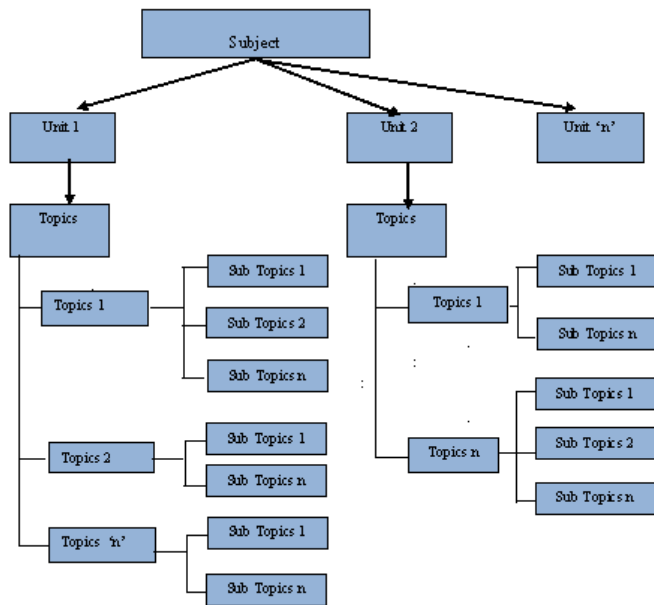 Subject
Unit 1
Unit 2
Unit ‘n’
Topics
Topics
Topics 1
Sub Topics 1
Sub Topics 2
Sub Topics n
Topics 2
Sub Topics 1
Sub Topics n
Topics ‘n’
Sub Topics 1
Sub Topics n
Topics 1
Sub Topics 1
Sub Topics n
Topics n
Sub Topics 1
Sub Topics 2
Sub Topics n